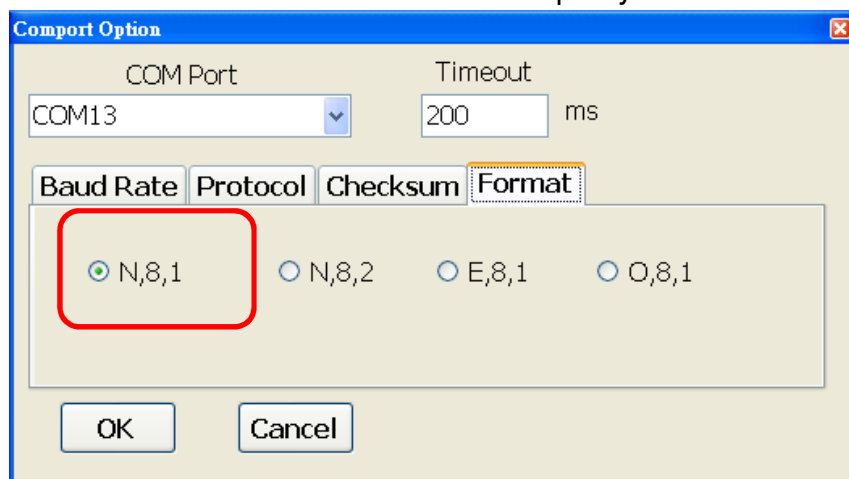 Comport Option
COM Port Timeout
COM13 200 ms
Baud Rate Protocol Checksum Format
N,8,1 N,8,2 E,8,1 O,8,1
OK Cancel